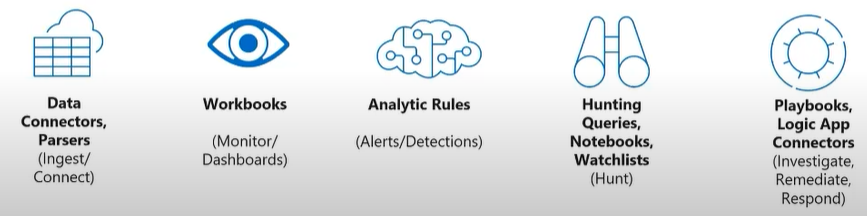 Data
Connectors,
Parsers
(Ingest/
Connect)
Workbooks
(Monitor/
Dashboards)
Analytic Rules
(Alerts/Detections)
Hunting
Queries,
Notebooks,
Watchlists
(Hunt)
Playbooks,
Logic App
Connectors
(Investigate,
Remediate,
Respond)